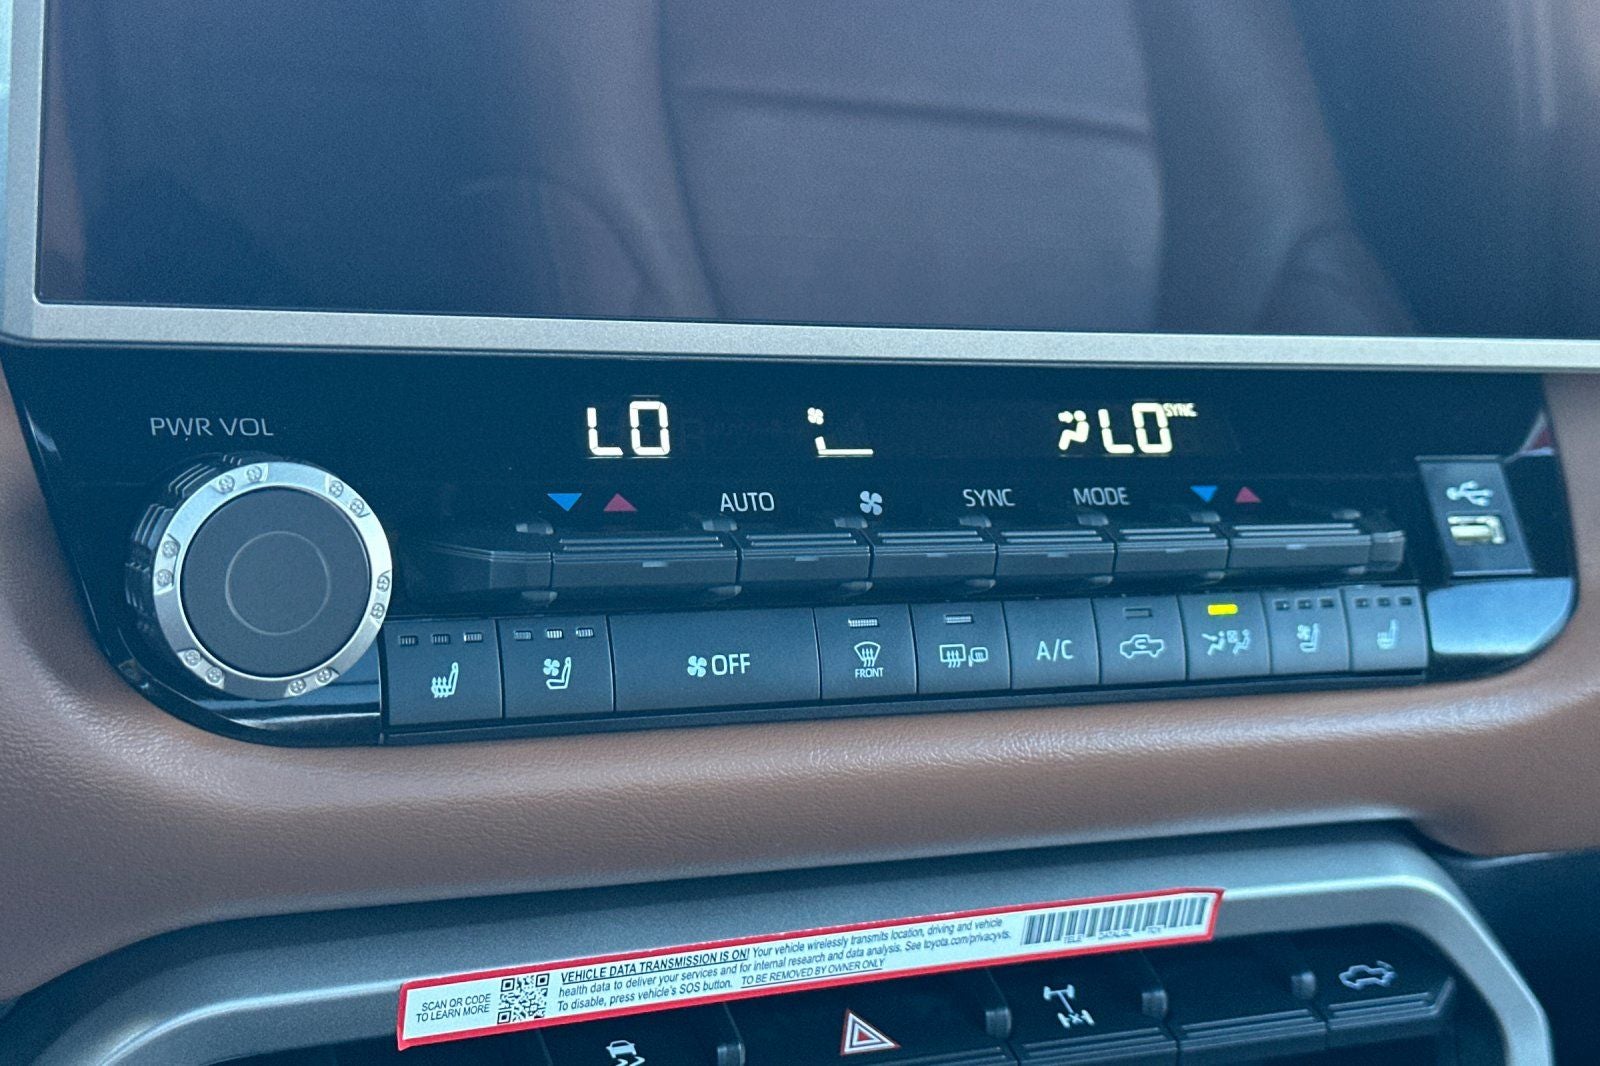 PWR VOL
LO
LO SYNC
AUTO
SYNC
MODE
OFF
FRONT
A/C
SCAN QR CODE
TO LEARN MORE
VEHICLE DATA TRANSMISSION IS ON! Your vehicle wirelessly transmits location, driving and vehicle
health data to deliver your services and for internal research and data analysis. See toyota.com/privacyvts.
To disable, press vehicle's SOS button. TO BE REMOVED BY OWNER ONLY